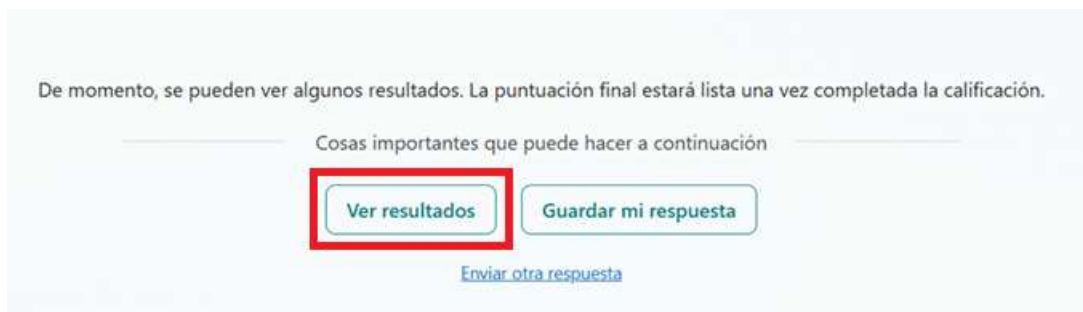 De momento, se pueden ver algunos resultados. La puntuación final estará lista una vez completada la calificación.
Cosas importantes que puede hacer a continuación
Ver resultados
Guardar mi respuesta
Enviar otra respuesta